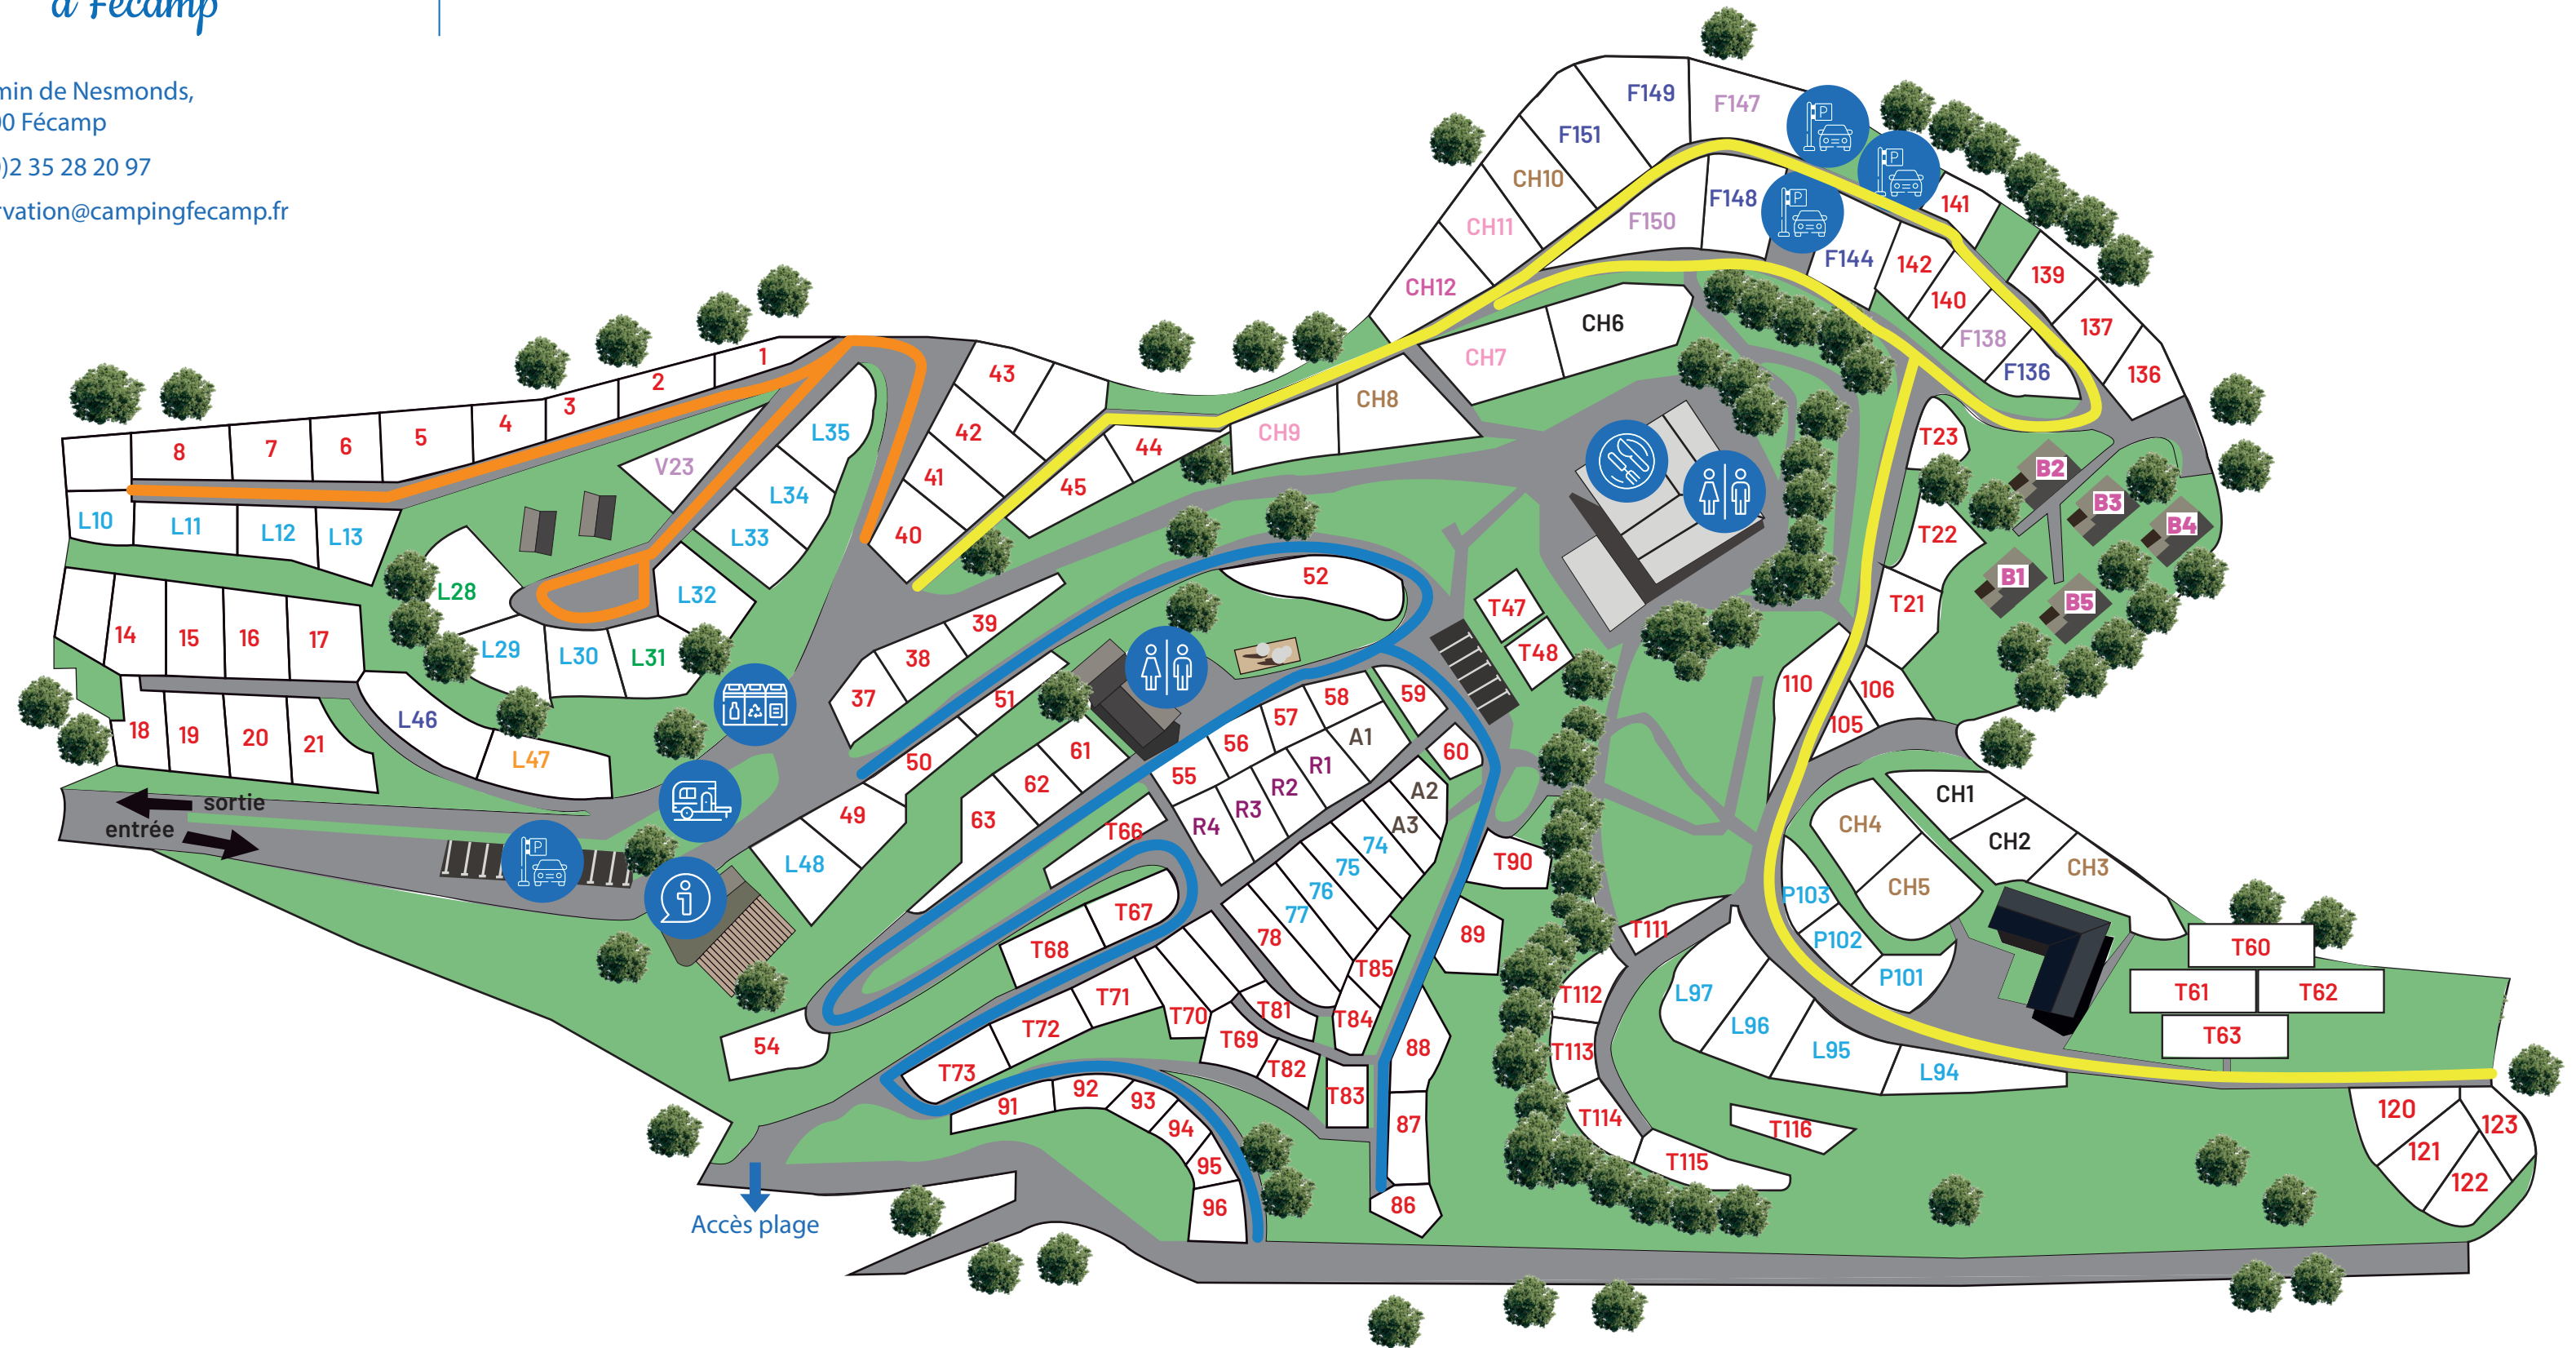 à Fécamp
min de Nesmonds,
00 Fécamp
)2 35 28 20 97
rvation@campingfecamp.fr
F149
F147
F151
CH10
CH11
CH12
F150
F148
F144
141
142
139
140
137
F138
F136
136
CH6
CH7
CH8
CH9
1
2
3
4
5
6
7
8
43
42
41
40
44
45
L35
L34
L33
L32
V23
L10
L11
L12
L13
L28
L29
L30
L31
14
15
16
17
18
19
20
21
L46
L47
sortie
entrée
37
38
39
52
51
50
49
L48
61
62
63
54
55
56
57
58
59
60
A1
A2
A3
R1
R2
R3
R4
74
75
76
77
78
T47
T48
T66
T67
T68
T71
T72
T73
T70
T69
T81
T82
T83
T84
T85
T90
89
88
87
86
91
92
93
94
95
96
Accès plage
T23
T22
T21
B2
B3
B4
B1
B5
110
106
105
CH1
CH2
CH3
CH4
CH5
P103
P102
P101
T111
T112
T113
T114
T115
T116
L97
L96
L95
L94
T60
T61
T62
T63
120
121
122
123
P
P
P
P